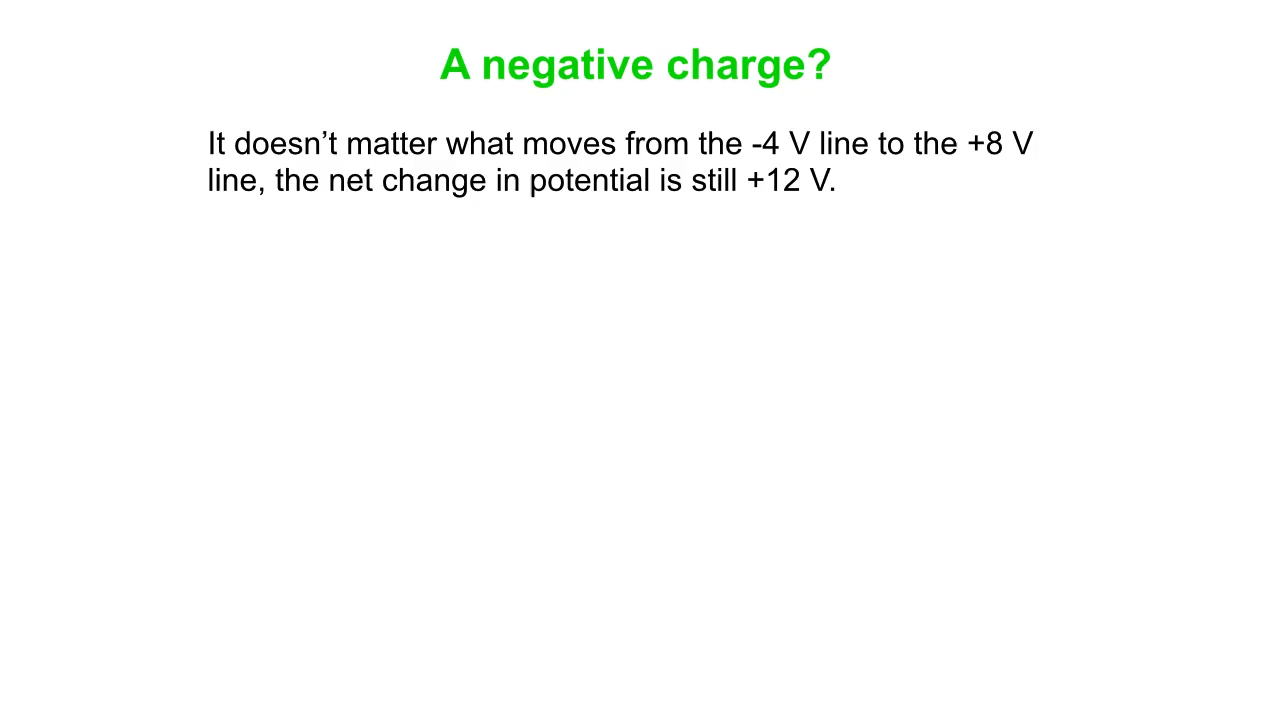 A negative charge?
It doesn’t matter what moves from the -4 V line to the +8 V
line, the net change in potential is still +12 V.